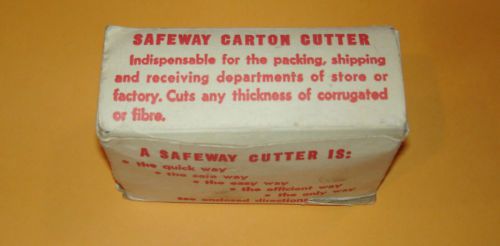 SAFEWAY CARTON CUTTER
Indispensable for the packing, shipping
and receiving departments of store or
factory. Cuts any thickness of corrugated
or fibre.
A SAFEWAY CUTTER IS:
• the quick way
• the safe way
• the easy way
• the efficient way
• the only way
see enclosed directions